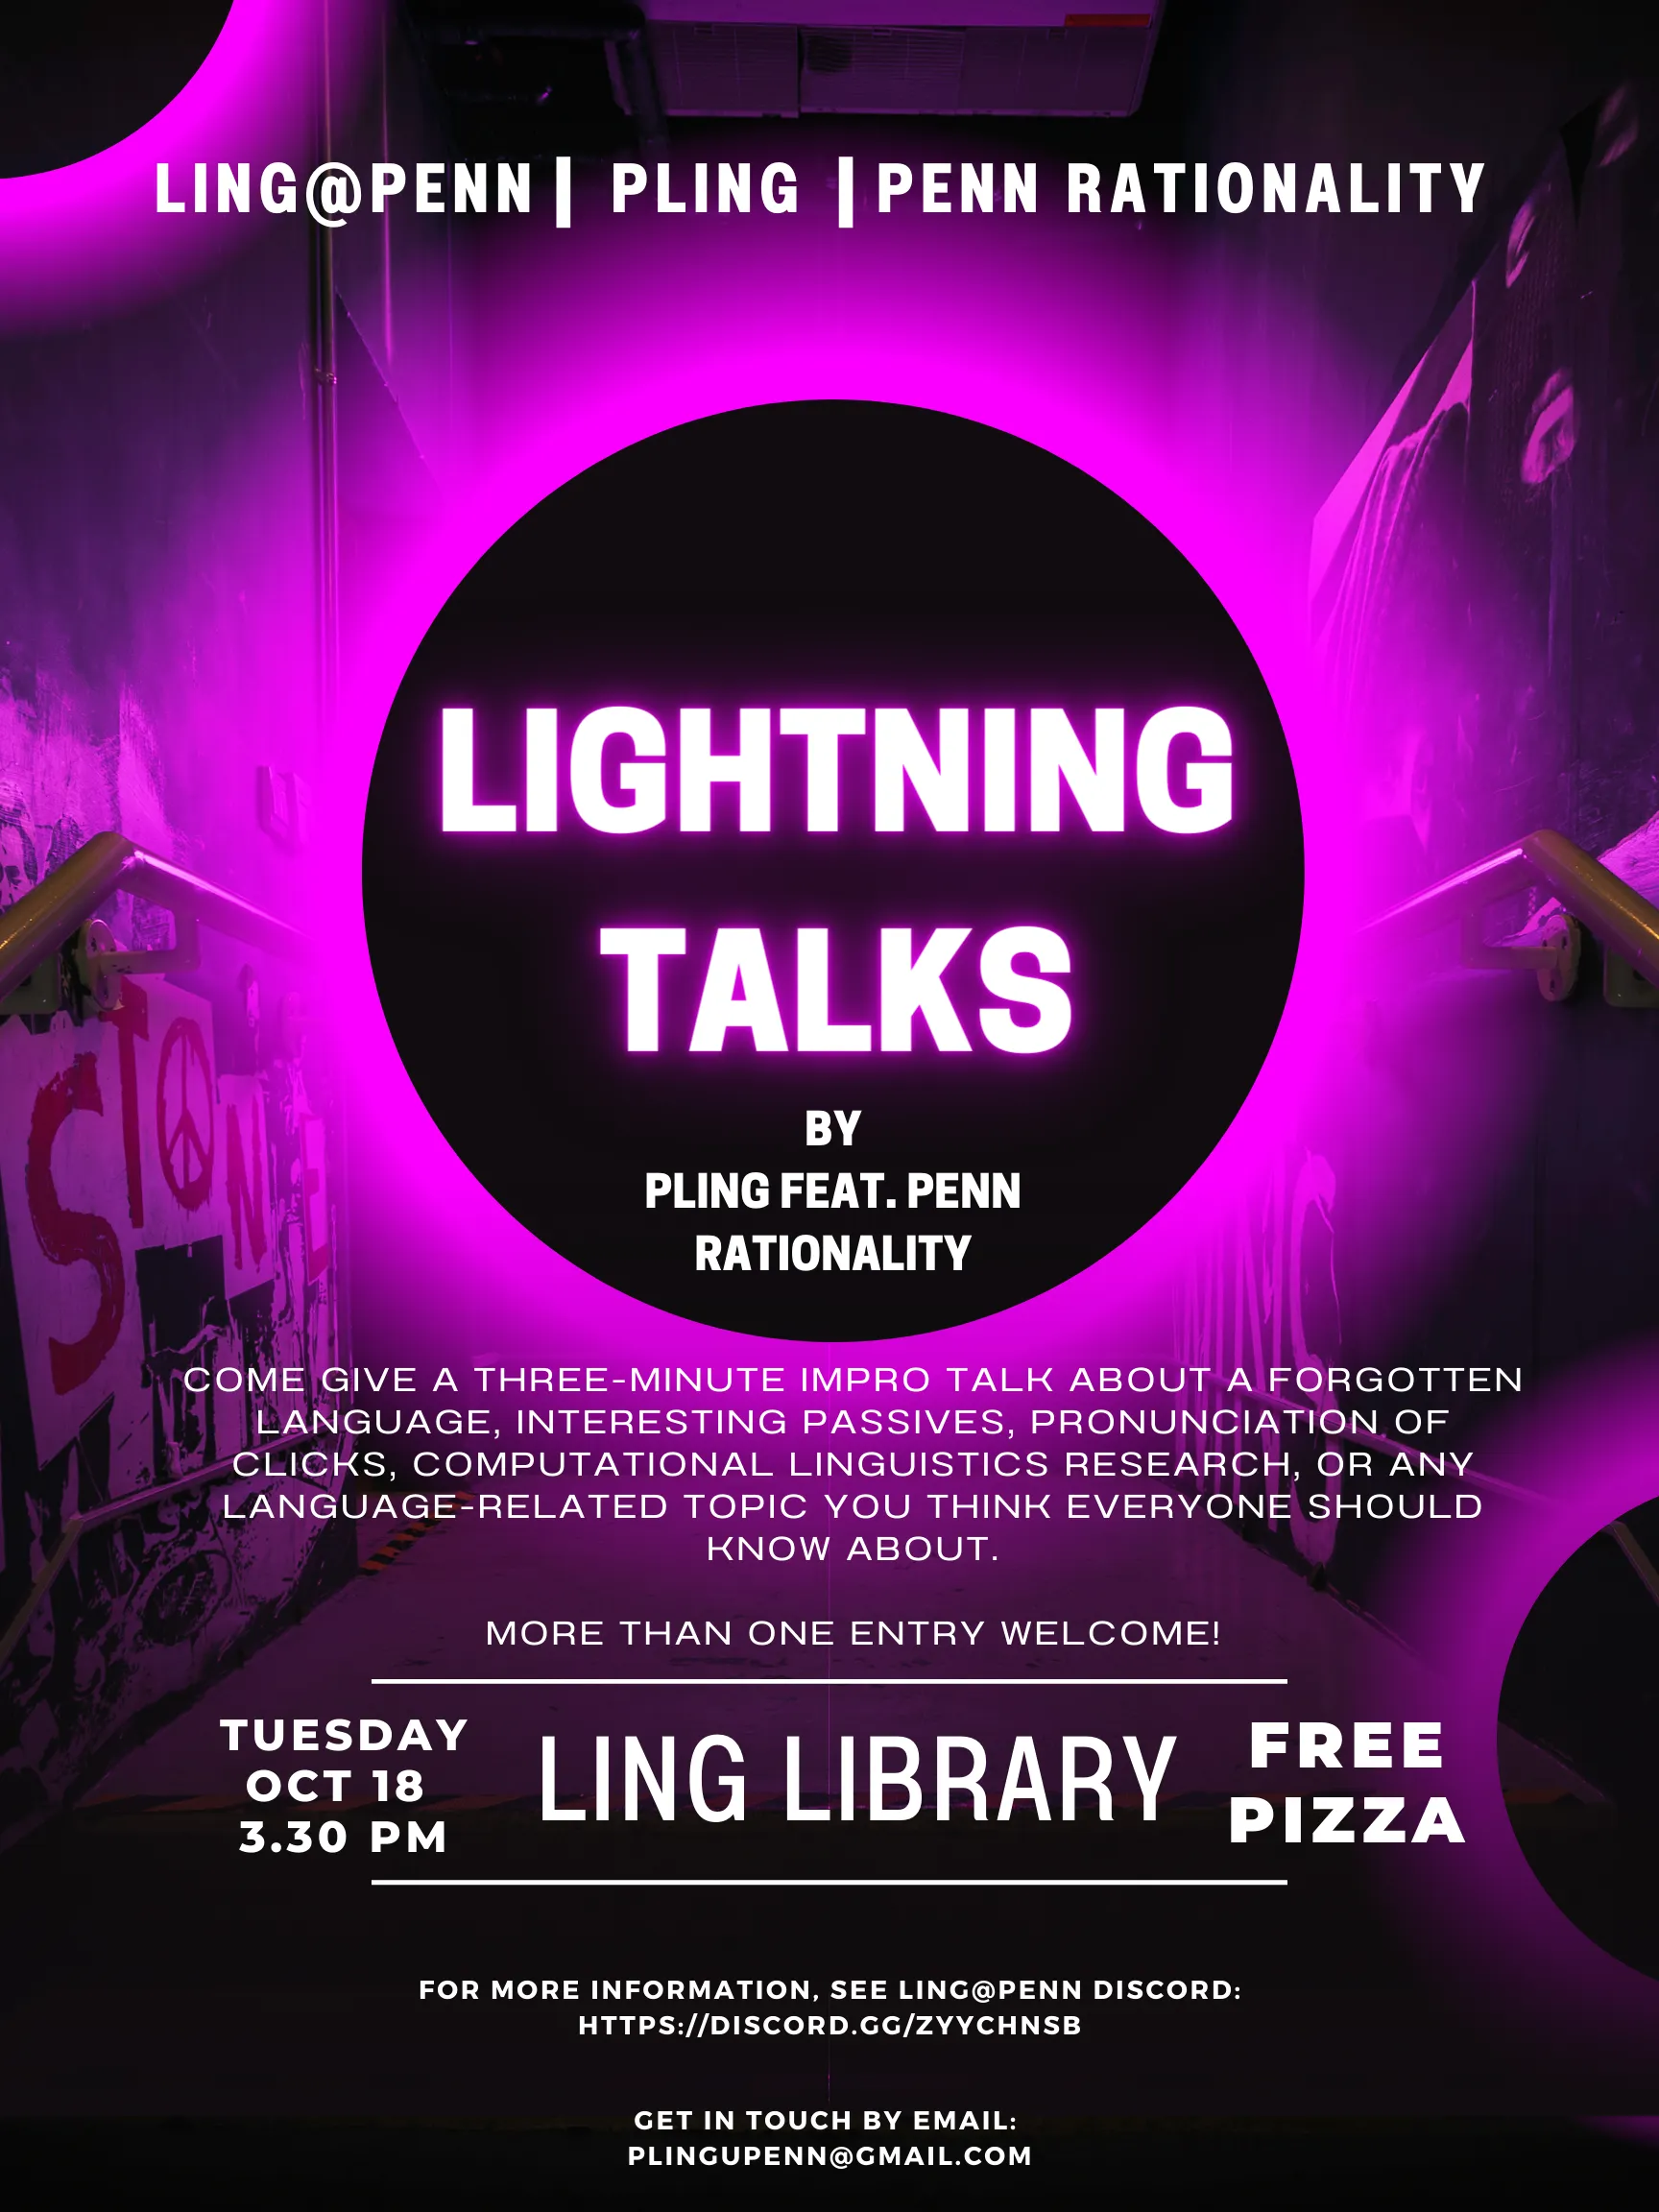 LING@PENN | PLING | PENN RATIONALITY
LIGHTNING
TALKS
BY
PLING FEAT. PENN
RATIONALITY
STONE
COME GIVE A THREE-MINUTE IMPRO TALK ABOUT A FORGOTTEN
LANGUAGE, INTERESTING PASSIVES, PRONUNCIATION OF
CLICKS, COMPUTATIONAL LINGUISTICS RESEARCH, OR ANY
LANGUAGE-RELATED TOPIC YOU THINK EVERYONE SHOULD
KNOW ABOUT.
MORE THAN ONE ENTRY WELCOME!
TUESDAY
OCT 18
3.30 PM
LING LIBRARY
FREE
PIZZA
FOR MORE INFORMATION, SEE LING@PENN DISCORD:
HTTPS://DISCORD.GG/ZYYCHNSB
GET IN TOUCH BY EMAIL:
PLINGUPENN@GMAIL.COM